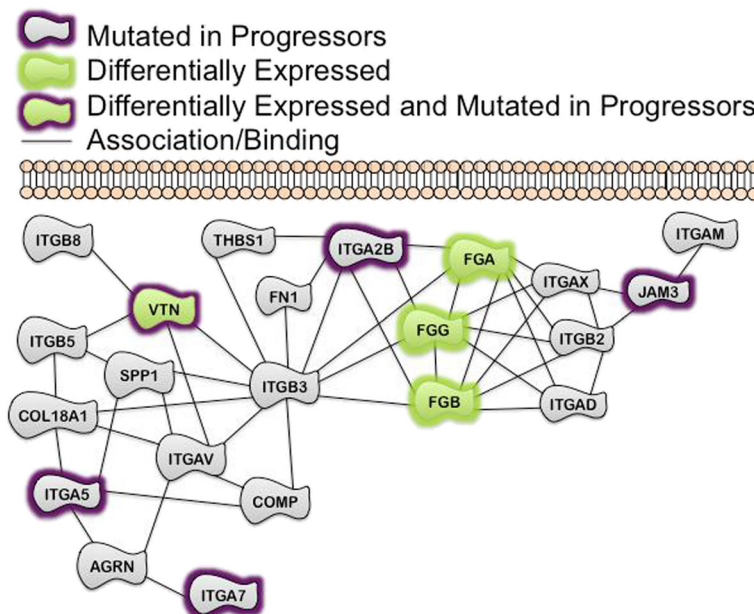 Mutated in Progressors
Differentially Expressed
Differentially Expressed and Mutated in Progressors
Association/Binding
ITGB8
THBS1
ITGA2B
FGA
ITGAM
ITGAX
JAM3
FN1
VTN
FGG
ITGB2
ITGB5
SPP1
ITGB3
FGB
ITGAD
COL18A1
ITGAV
ITGA5
COMP
AGRN
ITGA7